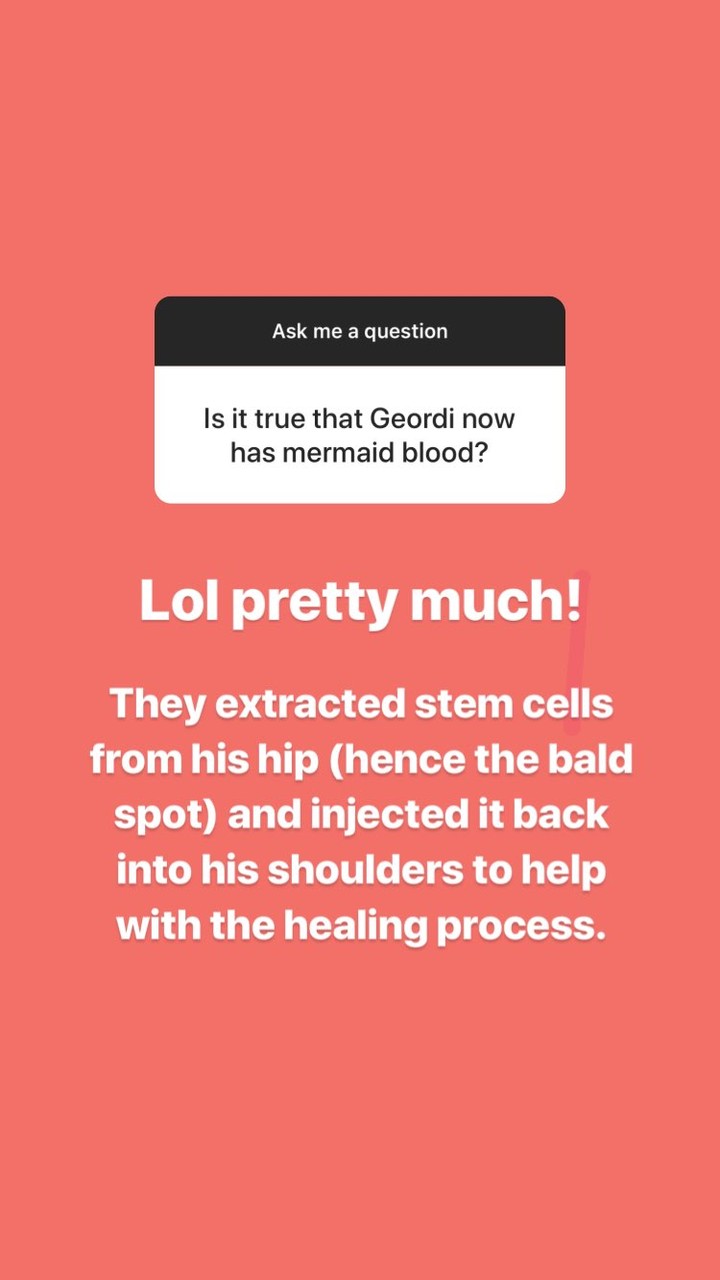 Ask me a question
Is it true that Geordi now
has mermaid blood?
Lol pretty much!
They extracted stem cells
from his hip (hence the bald
spot) and injected it back
into his shoulders to help
with the healing process.